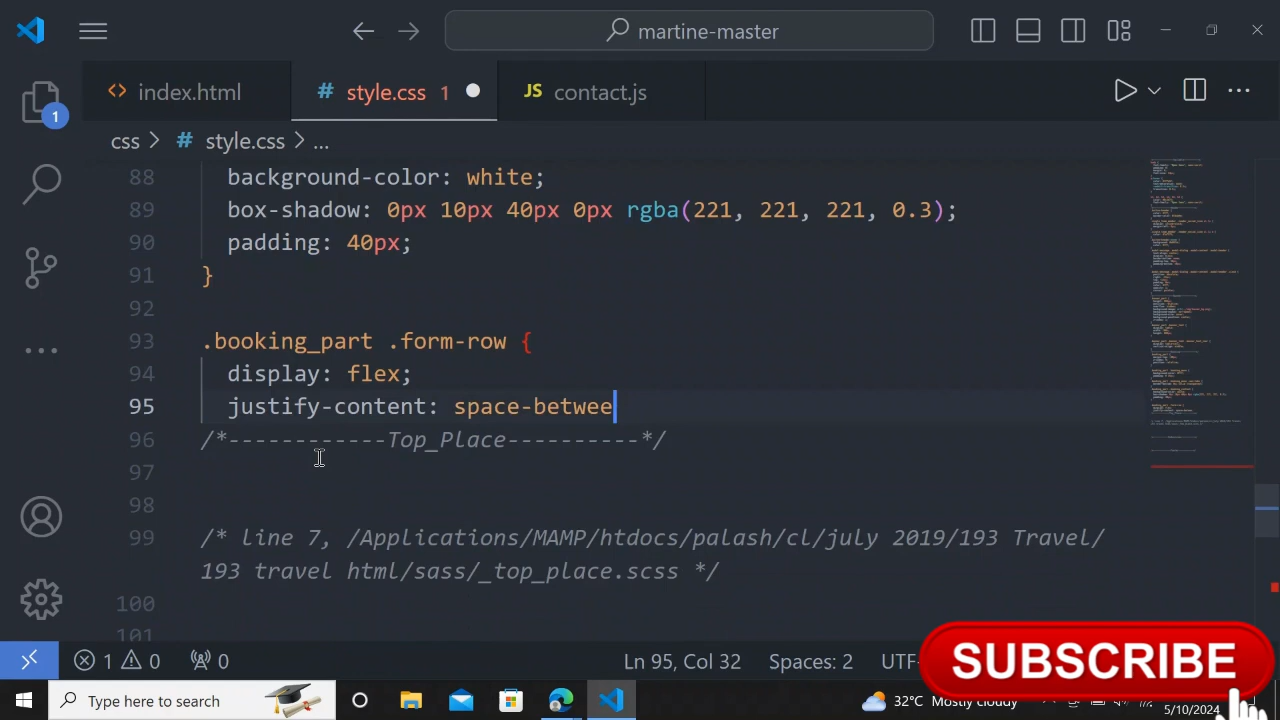 martine-master
index.html
# style.css 1
JS contact.js
css
# style.css
...
88 background-color: white;
89 box-shadow: 0px 10px 40px 0px rgba(221, 221, 221, 0.3);
90 padding: 40px;
91 }
92
93 .booking_part .form-row {
94 display: flex;
95 justify-content: space-betwee
96 /*------------Top_Place----------*/
97
98
99 /* line 7, /Applications/MAMP/htdocs/palash/cl/july 2019/193 Travel/
193 travel html/sass/_top_place.scss */
100
101
1
1 0 0
Ln 95, Col 32 Spaces: 2 UTF-
SUBSCRIBE
Type here to search
32°C Mostly cloudy
5/10/2024